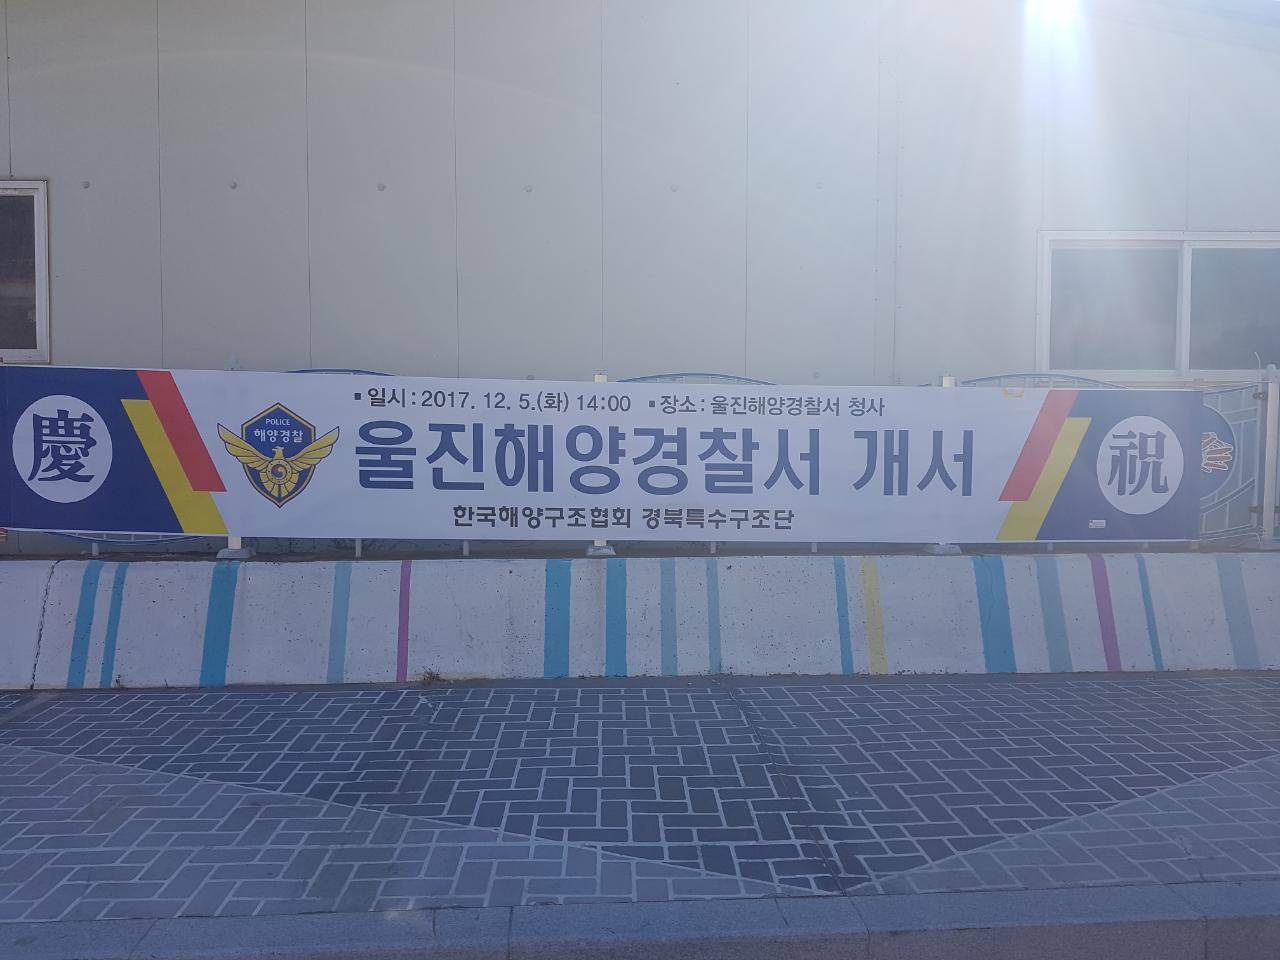 慶
POLICE
해양경찰
▪일시 : 2017. 12. 5.(화) 14:00 ▪장소 : 울진해양경찰서 청사
울진해양경찰서 개서
한국해양구조협회 경북특수구조단
祝